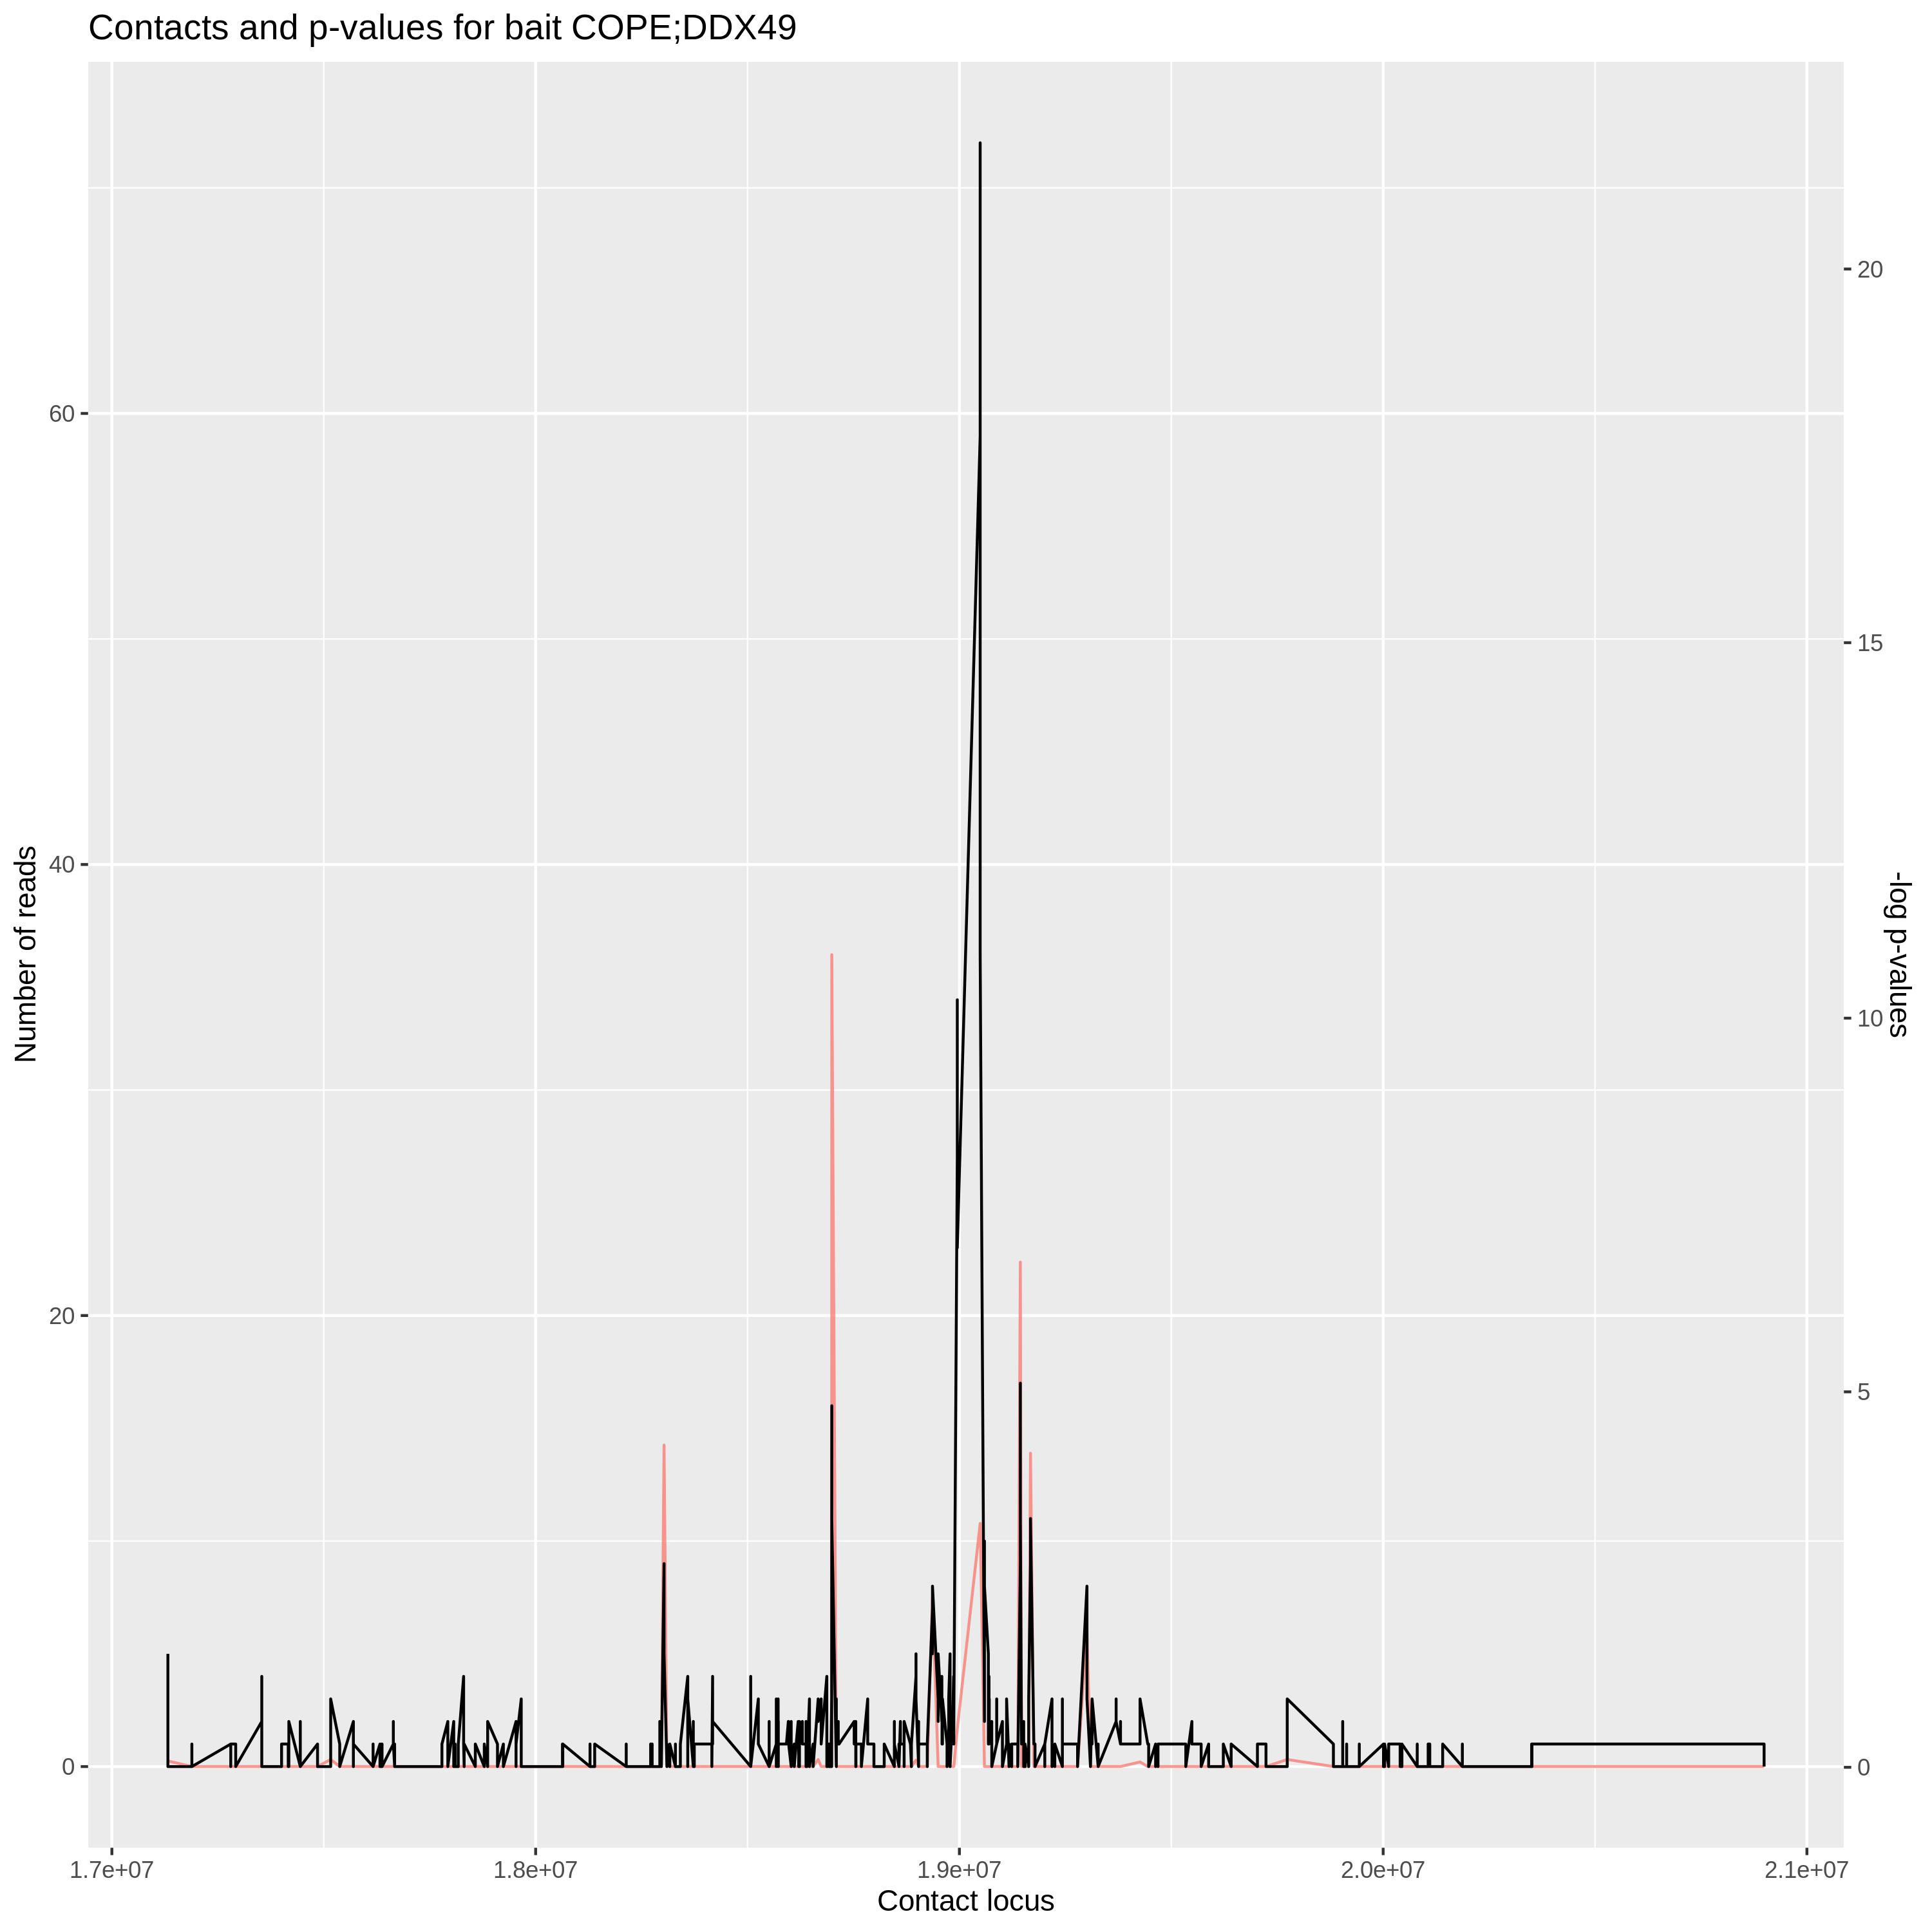 Contacts and p-values for bait COPE;DDX49
Number of reads
60
40
20
0
20
15
10
5
0
-log p-values
1.7e+07 1.8e+07 1.9e+07 2.0e+07 2.1e+07
Contact locus